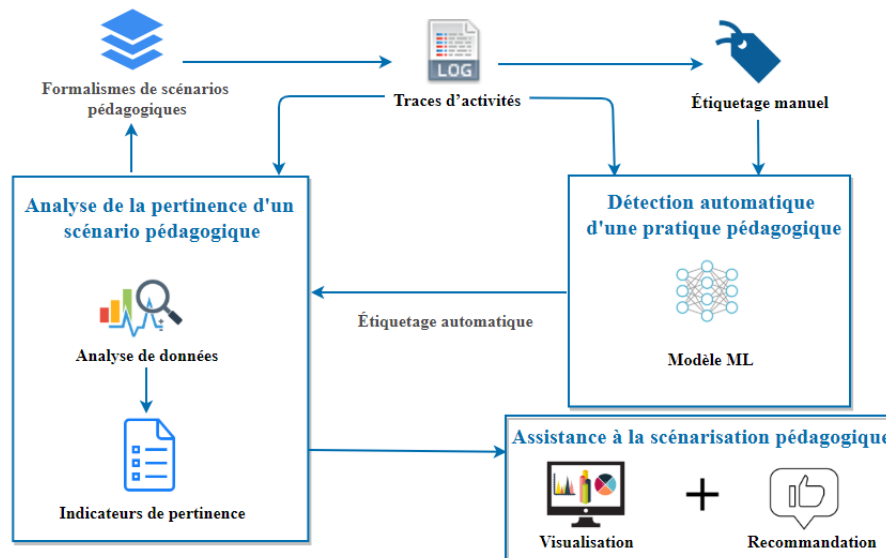 LOG
Formalismes de scénarios
pédagogiques
Traces d'activités
Étiquetage manuel
Analyse de la pertinence d'un
scénario pédagogique
Détection automatique
d'une pratique pédagogique
Étiquetage automatique
Analyse de données
Modèle ML
Assistance à la scénarisation pédagogique
Indicateurs de pertinence
+
Visualisation
Recommandation